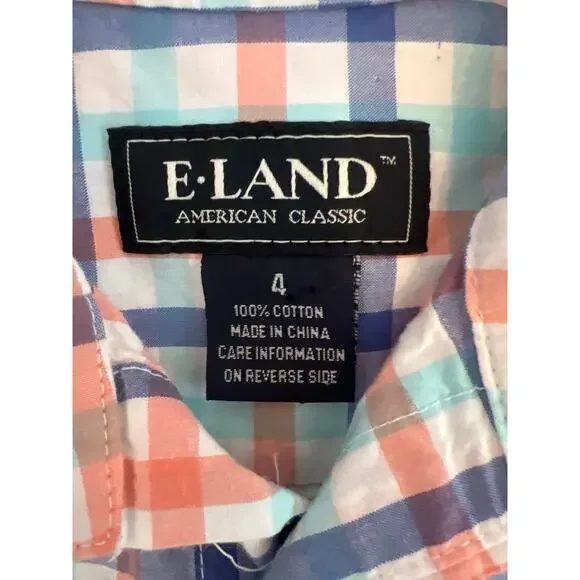 E·LAND™
AMERICAN CLASSIC
4
100% COTTON
MADE IN CHINA
CARE INFORMATION
ON REVERSE SIDE